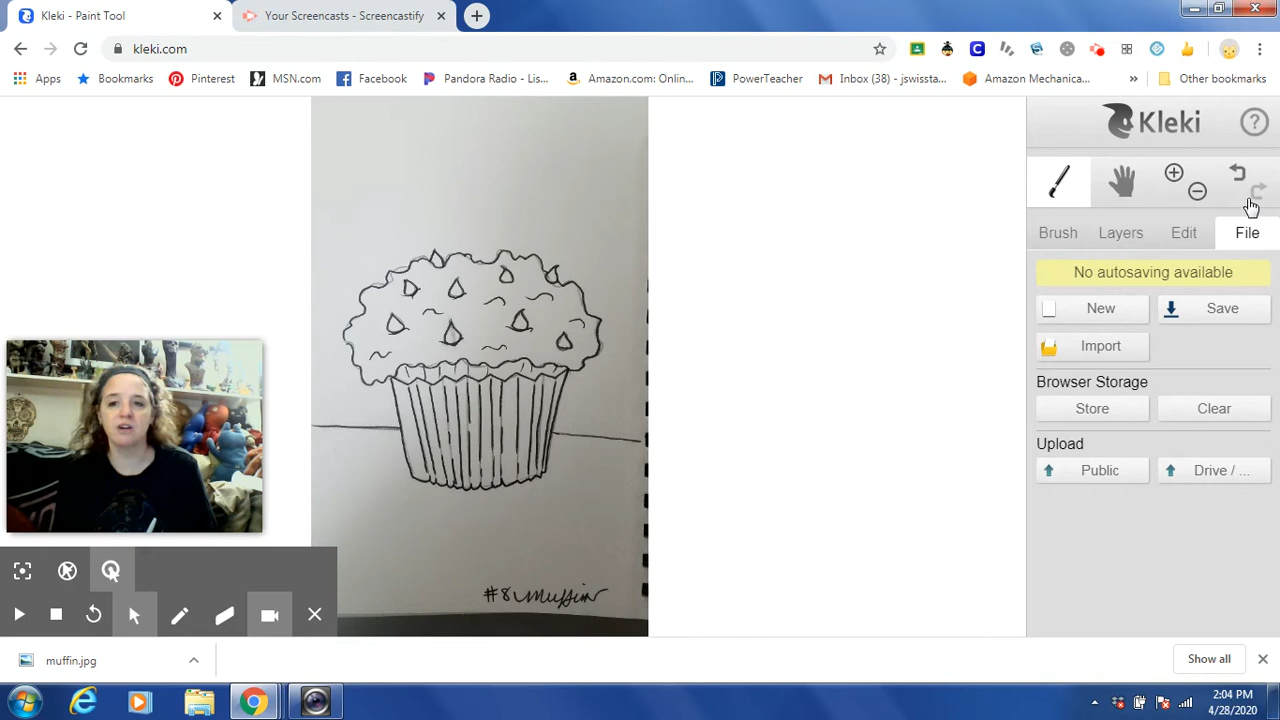 Kleki - Paint Tool
Your Screencasts - Screencastify
kleki.com
Apps
Bookmarks
Pinterest
MSN.com
Facebook
Pandora Radio - Lis...
Amazon.com: Onlin...
PowerTeacher
Inbox (38) - jswissta...
Amazon Mechanica...
»
Other bookmarks
Kleki
?
Brush
Layers
Edit
File
No autosaving available
New
Save
Import
Browser Storage
Store
Clear
Upload
Public
Drive / ...
#8 Muffin
muffin.jpg
Show all
2:04 PM
4/28/2020